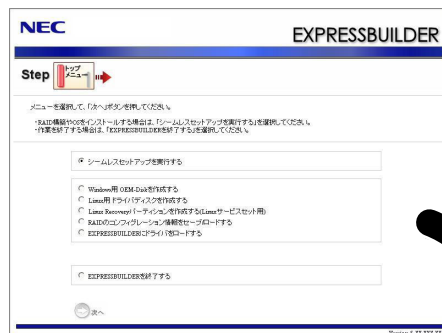 NEC
EXPRESSBUILDER
Step トップメニュー
メニューを選択して、「次へ」ボタンを押してください。
・RAID構築やOSをインストールする場合は、「シームレスセットアップを実行する」を選択してください。
・作業を終了する場合は、「EXPRESSBUILDERを終了する」を選択してください。
シームレスセットアップを実行する
Windows用 OEM-Diskを作成する
Linux用 ドライバディスクを作成する
Linux Recoveryパーティションを作成する(Linuxサービスセット用)
RAIDのコンフィグレーション情報をセーブ/ロードする
EXPRESSBUILDERにドライバをロードする
EXPRESSBUILDERを終了する
次へ